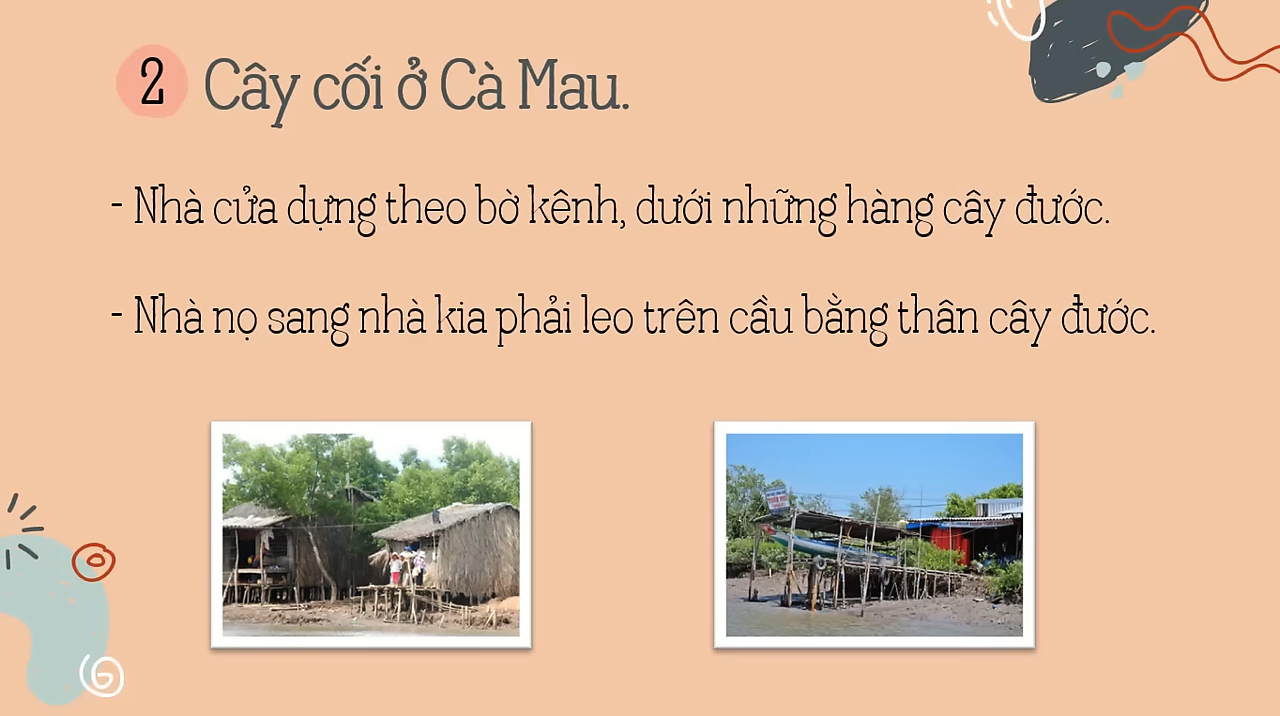 2 Cây cối ở Cà Mau.
- Nhà cửa dựng theo bờ kênh, dưới những hàng cây đước.
- Nhà nọ sang nhà kia phải leo trên cầu bằng thân cây đước.